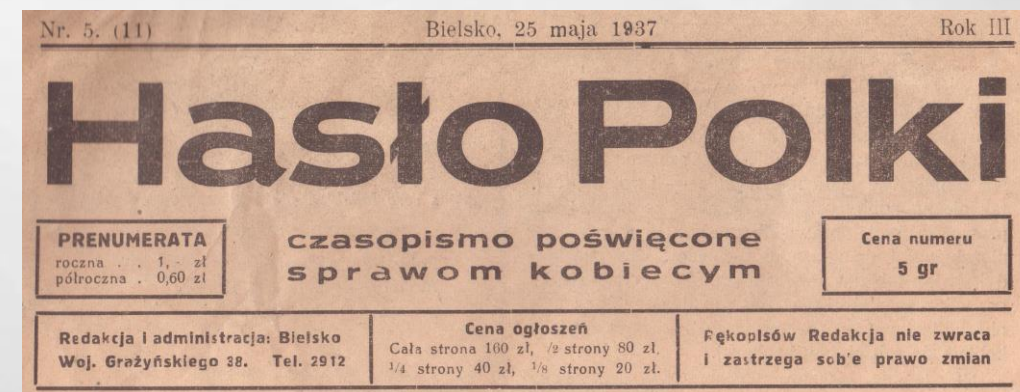 Nr. 5. (11) Bielsko, 25 maja 1937 Rok III
Hasło Polki
PRENUMERATA
roczna . . 1,- zł
półroczna . 0,60 zł
czasopismo poświęcone
sprawom kobiecym
Cena numeru
5 gr
Redakcja i administracja: Bielsko
Woj. Grażyńskiego 38. Tel. 2912
Cena ogłoszeń
Cała strona 160 zł, /2 strony 80 zł,
1/4 strony 40 zł, 1/8 strony 20 zł.
Rękopisów Redakcja nie zwraca
i zastrzega sob'e prawo zmian